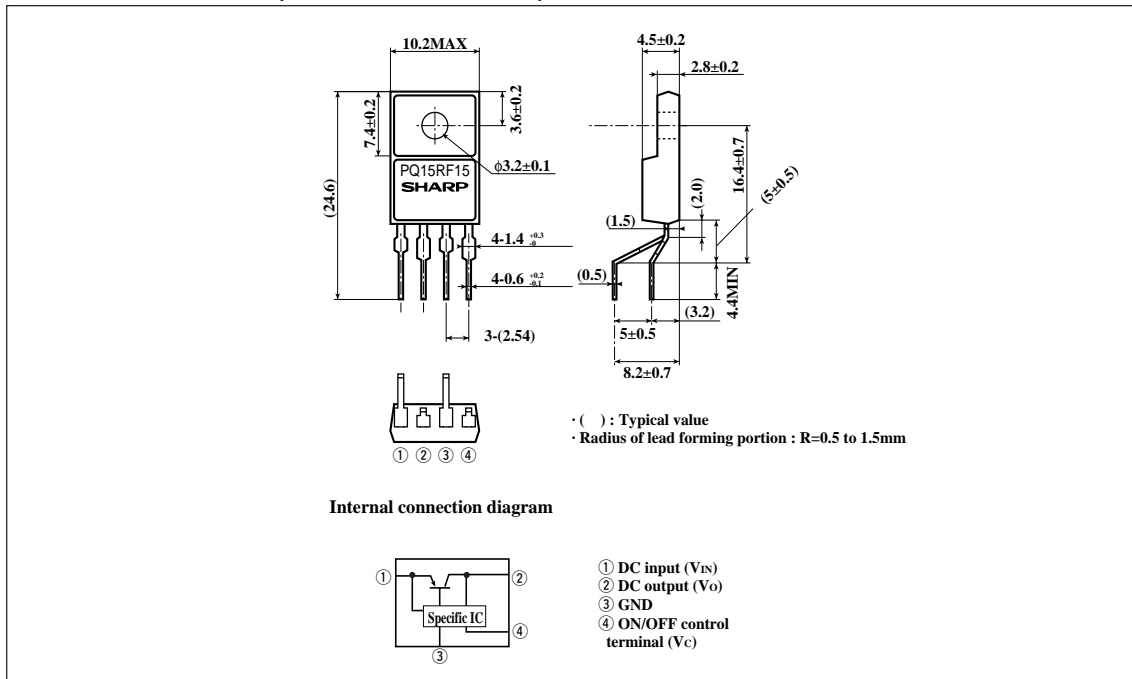 4.5±0.2
10.2MAX
2.8±0.2
7.4±0.2
3.6±0.2
ϕ3.2±0.1
PQ15RF15
SHARP
(24.6)
16.4±0.7
(5±0.5)
(2.0)
(1.5)
4-1.4 +0.3 -0
4-0.6 +0.2 -0.1
(0.5)
4.4MIN
(3.2)
3-(2.54)
5±0.5
8.2±0.7
· ( ) : Typical value
· Radius of lead forming portion : R=0.5 to 1.5mm
① ② ③ ④
Internal connection diagram
① ②
Specific IC
④
③
① DC input (VIN)
② DC output (VO)
③ GND
④ ON/OFF control
terminal (VC)